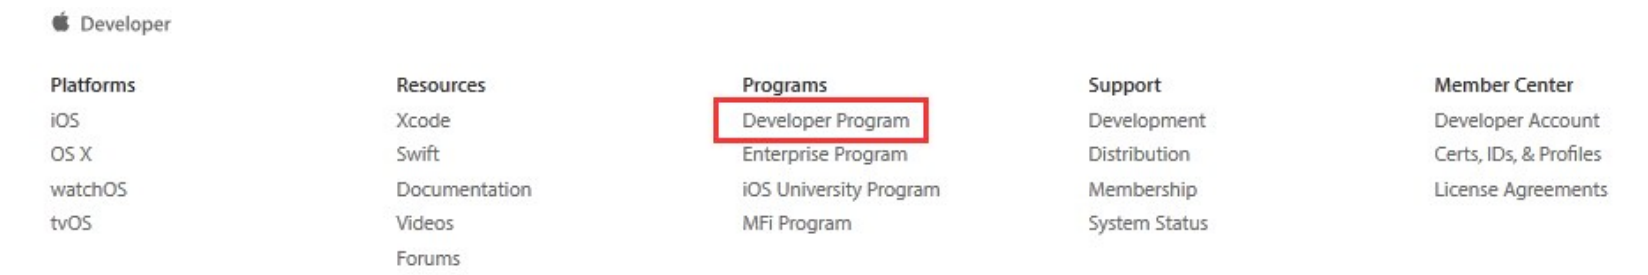 Developer
Platforms
iOS
OS X
watchOS
tvOS
Resources
Xcode
Swift
Documentation
Videos
Forums
Programs
Developer Program
Enterprise Program
iOS University Program
MFi Program
Support
Development
Distribution
Membership
System Status
Member Center
Developer Account
Certs, IDs, & Profiles
License Agreements